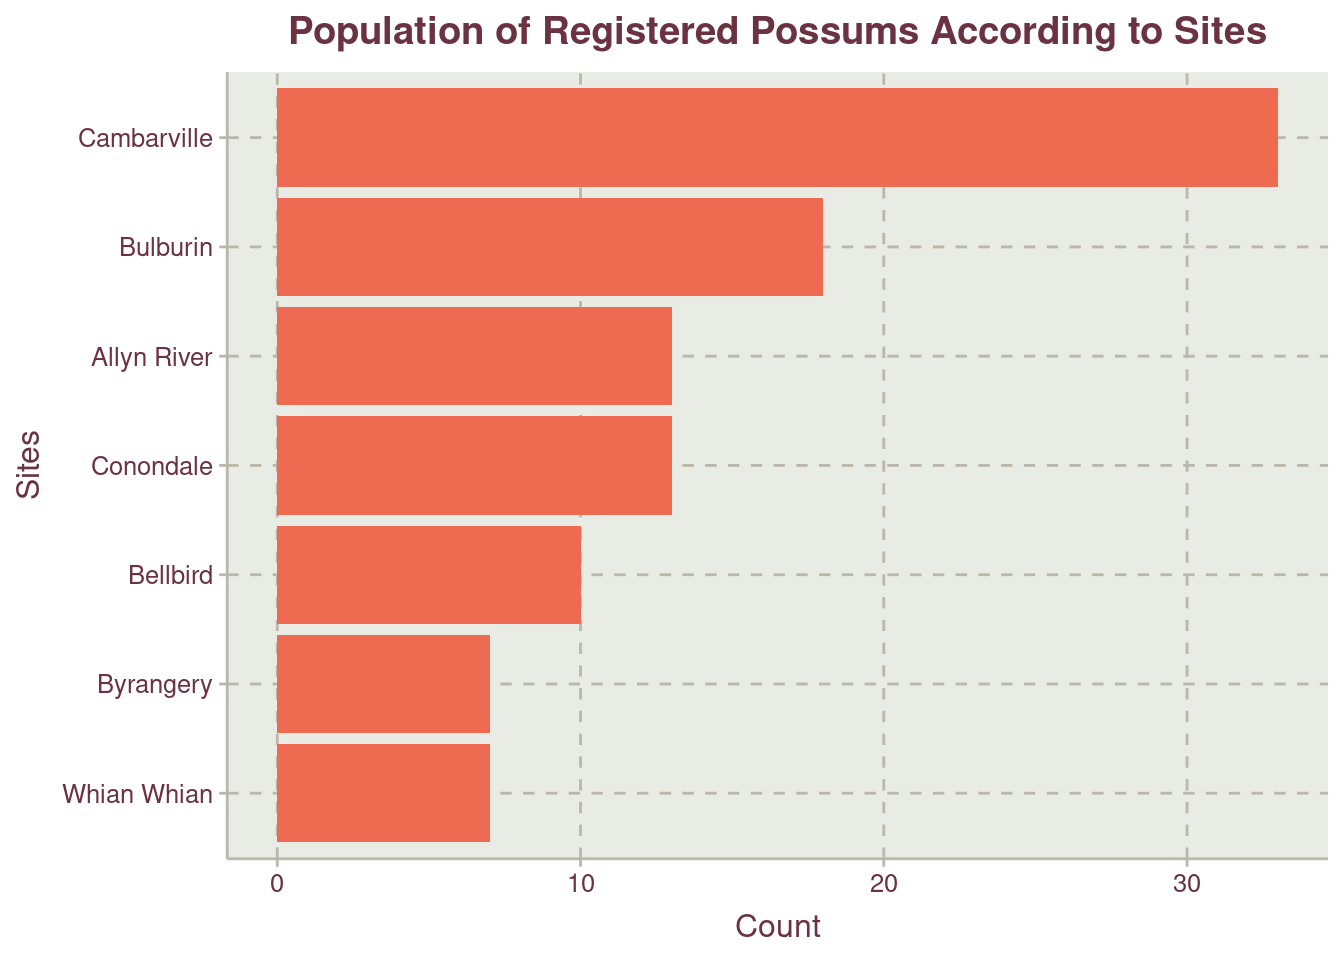 Population of Registered Possums According to Sites
Sites
Cambarville
Bulburin
Allyn River
Conondale
Bellbird
Byrangery
Whian Whian
0 10 20 30
Count